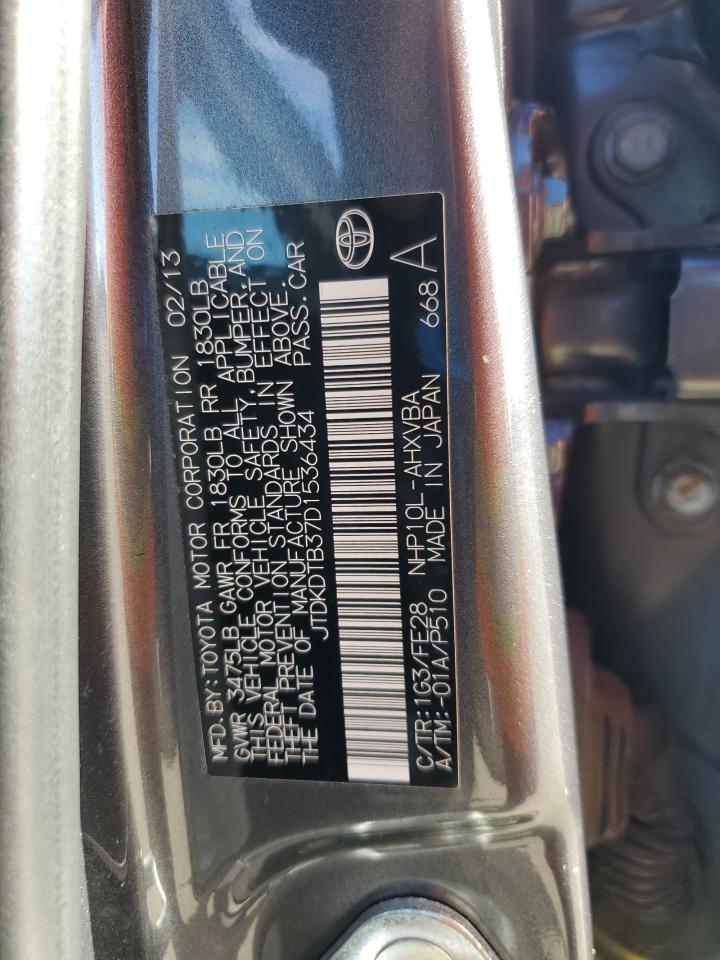 MFD.BY:TOYOTA MOTOR CORPORATION 02/13
GVWR 3475LB GAWR FR 1830LB RR 1830LB
THIS VEHICLE CONFORMS TO ALL APPLICABLE
FEDERAL MOTOR VEHICLE SAFETY, BUMPER, AND
THEFT PREVENTION STANDARDS IN EFFECT ON
THE DATE OF MANUFACTURE SHOWN ABOVE.
JTDKDTB37D1536434 PASS.CAR
C/TR:1G3/FE28 NHP10L-AHXVBA 668 A
A/TM:-01A/P510 MADE IN JAPAN